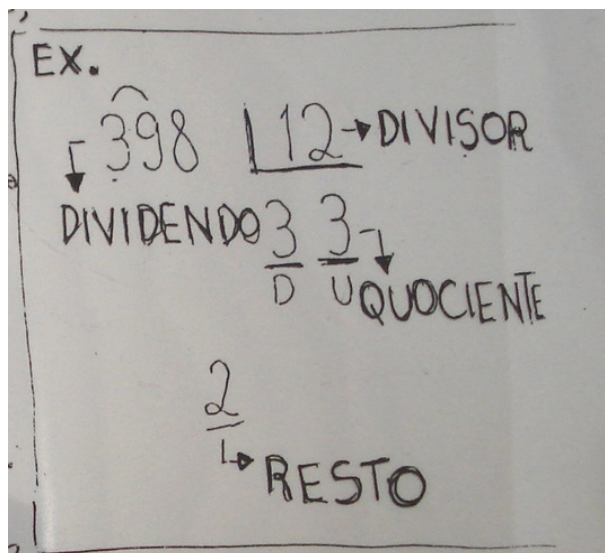 EX.
398 12 → DIVISOR
DIVIDENDO 3 3
D U QUOCIENTE
2
RESTO